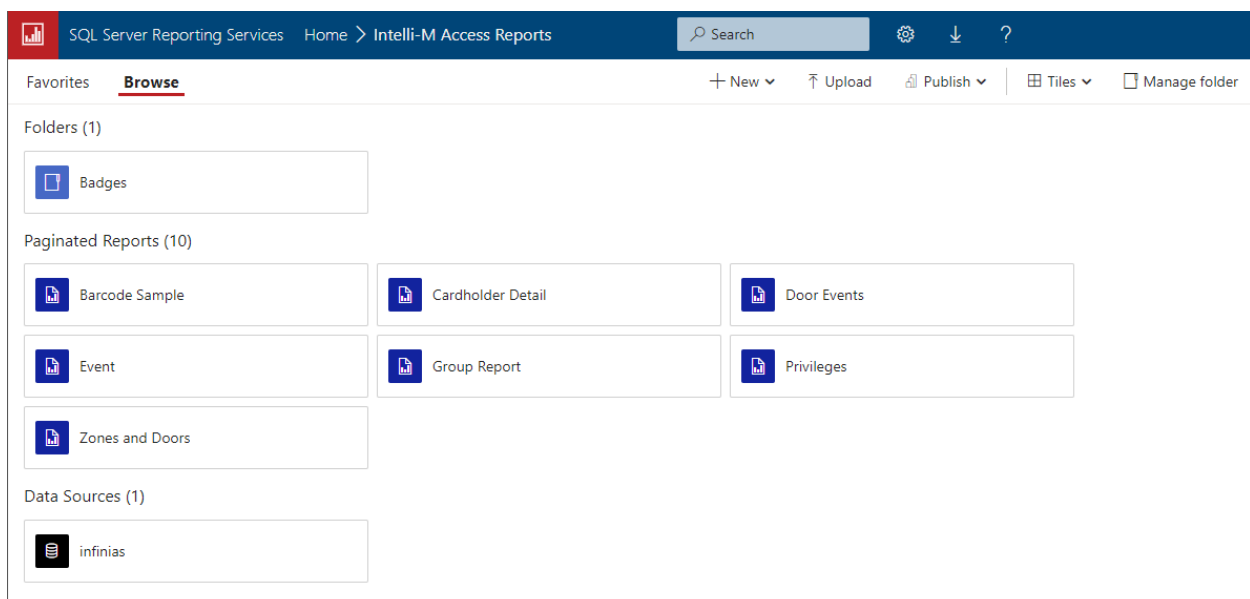 SQL Server Reporting Services Home > Intelli-M Access Reports Search ?
Favorites Browse New Upload Publish Tiles Manage folder
Folders (1)
Badges
Paginated Reports (10)
Barcode Sample Cardholder Detail Door Events
Event Group Report Privileges
Zones and Doors
Data Sources (1)
infinias